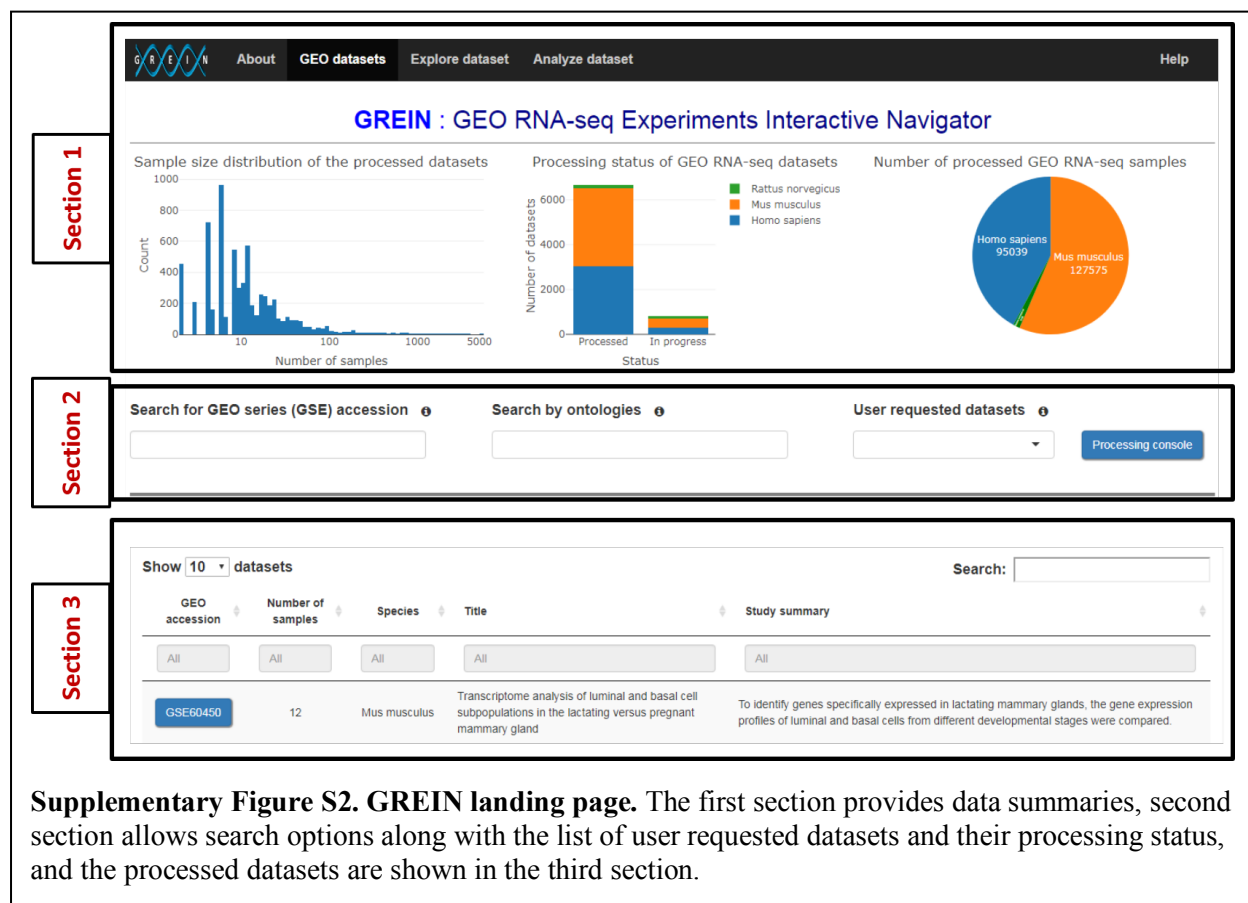 G R E I N
About
GEO datasets
Explore dataset
Analyze dataset
Help
GREIN : GEO RNA-seq Experiments Interactive Navigator
Section 1
Sample size distribution of the processed datasets
1000
800
600
400
200
0
Count
10
100
1000
5000
Number of samples
Processing status of GEO RNA-seq datasets
6000
4000
2000
0
Number of datasets
Processed
In progress
Status
Rattus norvegicus
Mus musculus
Homo sapiens
Number of processed GEO RNA-seq samples
Homo sapiens
95039
Mus musculus
127575
Section 2
Search for GEO series (GSE) accession
Search by ontologies
User requested datasets
Processing console
Section 3
Show 10 datasets
Search:
GEO
accession
Number of
samples
Species
Title
Study summary
All
All
All
All
All
GSE60450
12
Mus musculus
Transcriptome analysis of luminal and basal cell
subpopulations in the lactating versus pregnant
mammary gland
To identify genes specifically expressed in lactating mammary glands, the gene expression
profiles of luminal and basal cells from different developmental stages were compared.
Supplementary Figure S2. GREIN landing page. The first section provides data summaries, second
section allows search options along with the list of user requested datasets and their processing status,
and the processed datasets are shown in the third section.